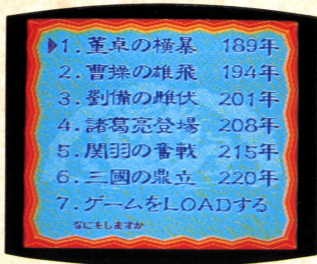 ▶1.董卓の横暴 189年
2.曹操の雄飛 194年
3.劉備の雌伏 201年
4.諸葛亮登場 208年
5.関羽の奮戦 215年
6.三國の鼎立 220年
7.ゲームをLOADする
なにをしますか